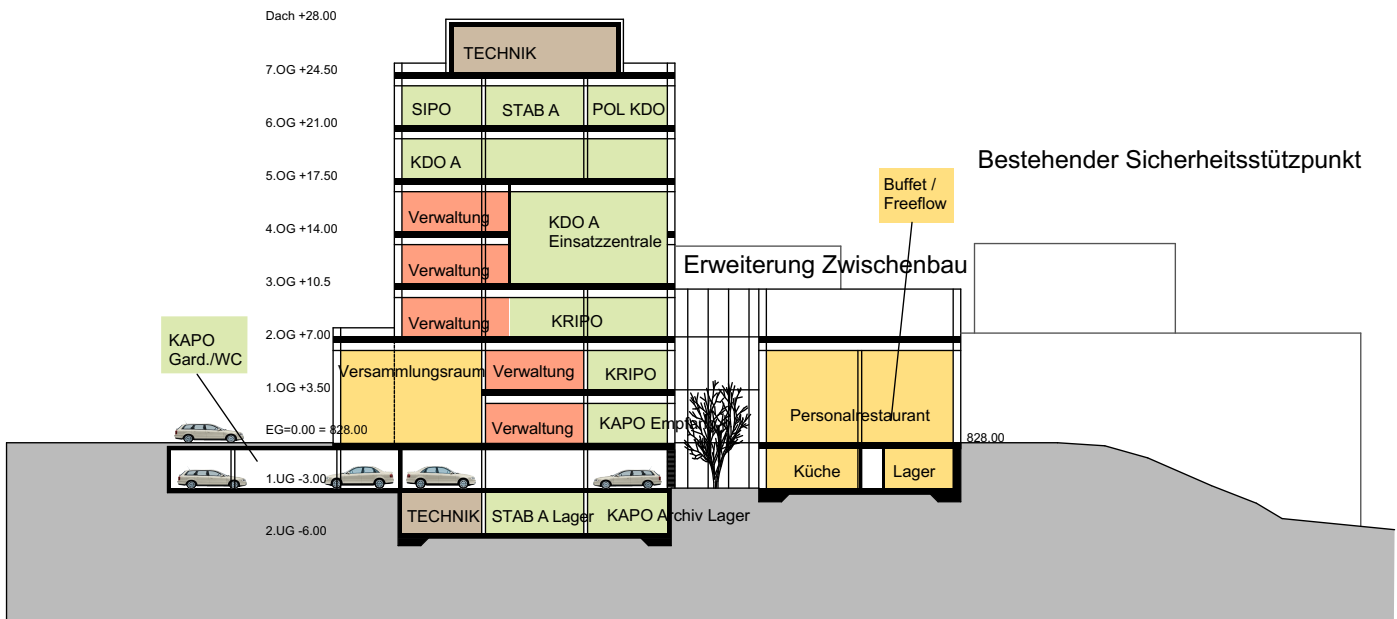 Dach +28.00
TECHNIK
7.OG +24.50
SIPO
STAB A
POL KDO
6.OG +21.00
KDO A
Bestehender Sicherheitsstützpunkt
5.OG +17.50
Buffet /
Freeflow
Verwaltung
KDO A
Einsatzzentrale
4.OG +14.00
Verwaltung
Erweiterung Zwischenbau
3.OG +10.5
Verwaltung
KRIPO
2.OG +7.00
KAPO
Gard./WC
Versammlungsraum
Verwaltung
KRIPO
1.OG +3.50
Personalrestaurant
EG=0.00 = 828.00
Verwaltung
KAPO Empfang
828.00
1.UG -3.00
Küche
Lager
TECHNIK
STAB A Lager
KAPO Archiv Lager
2.UG -6.00